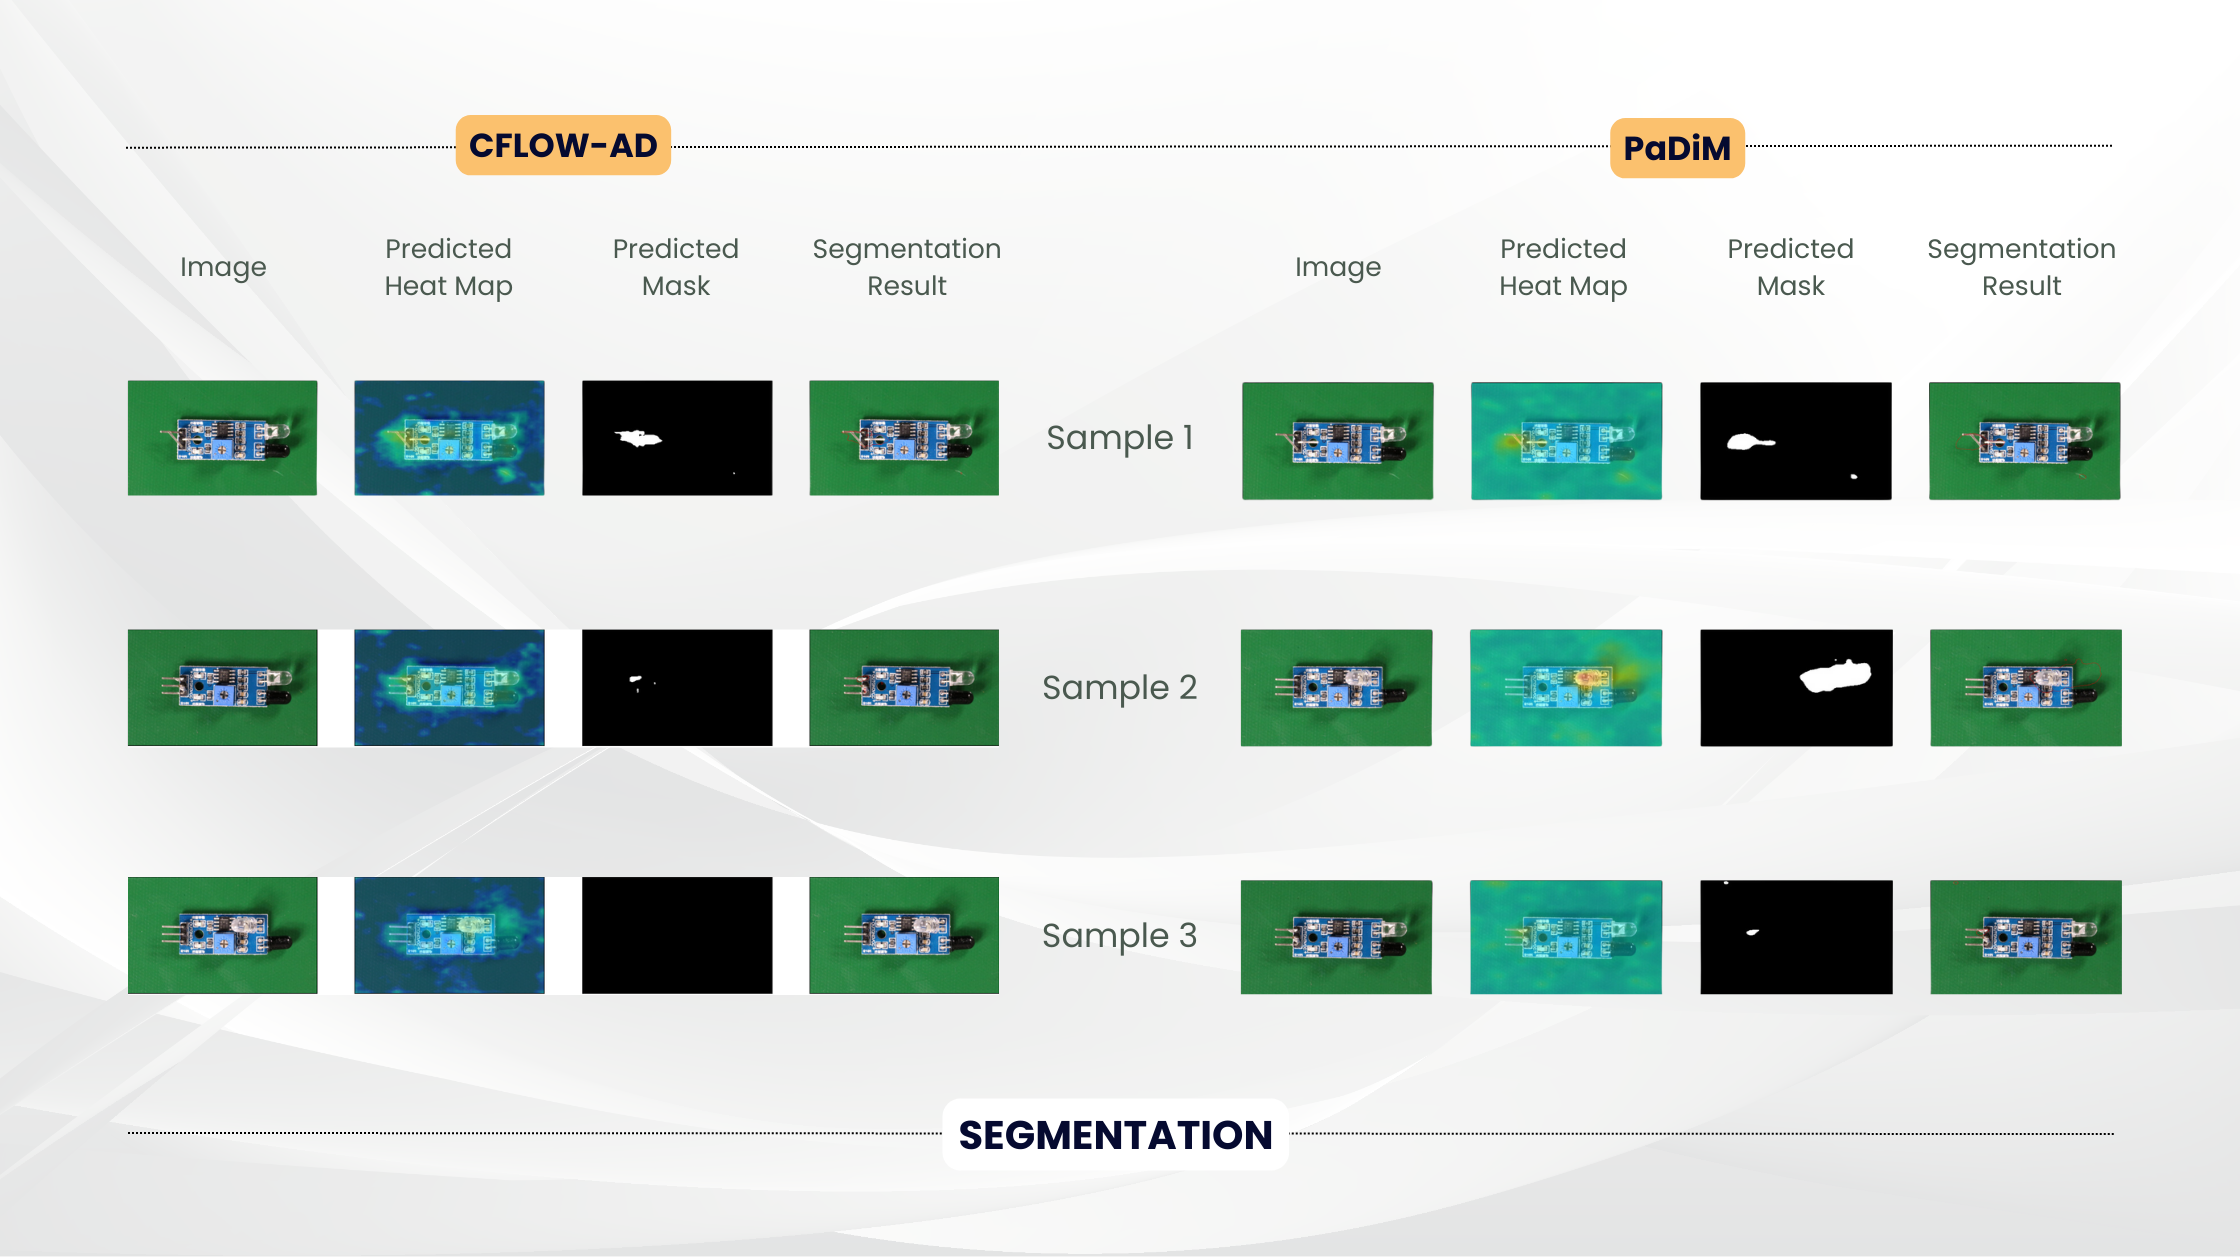 CFLOW-AD
PaDiM
Image
Predicted
Heat Map
Predicted
Mask
Segmentation
Result
Image
Predicted
Heat Map
Predicted
Mask
Segmentation
Result
Sample 1
Sample 2
Sample 3
SEGMENTATION